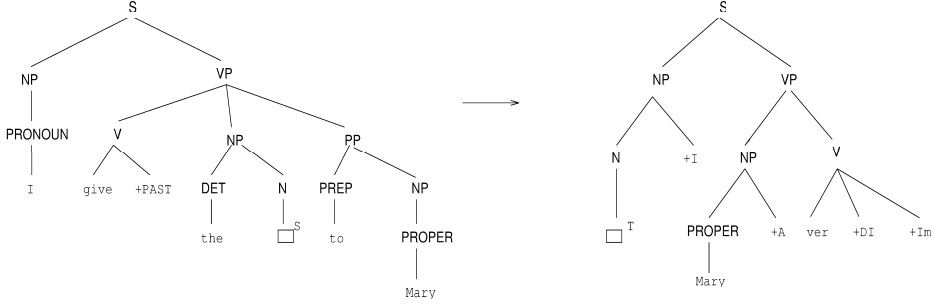 S S
NP VP NP VP
PRONOUN V NP PP N +I NP V
I give +PAST DET N PREP NP
the S to PROPER T PROPER +A ver +DI +Im
Mary Mary